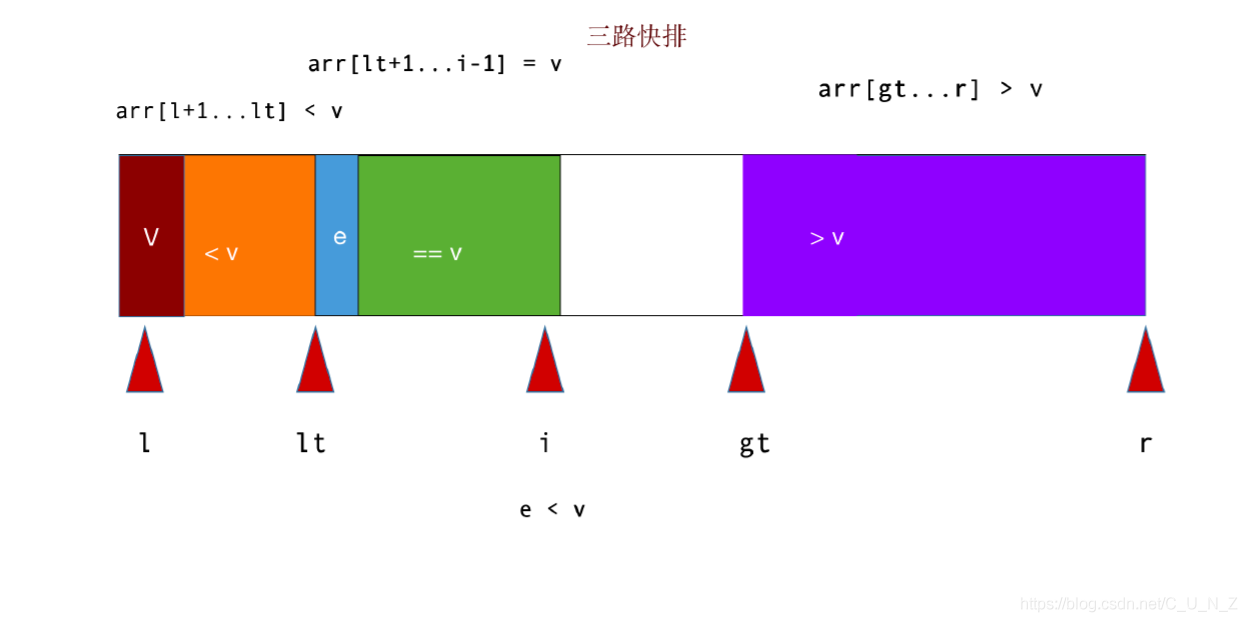 三路快排
arr[lt+1...i-1] = v
arr[gt...r] > v
arr[l+1...lt] < v
V
< v
e
== v
> v
l
lt
i
gt
r
e < v
https://blog.csdn.net/C_U_N_Z